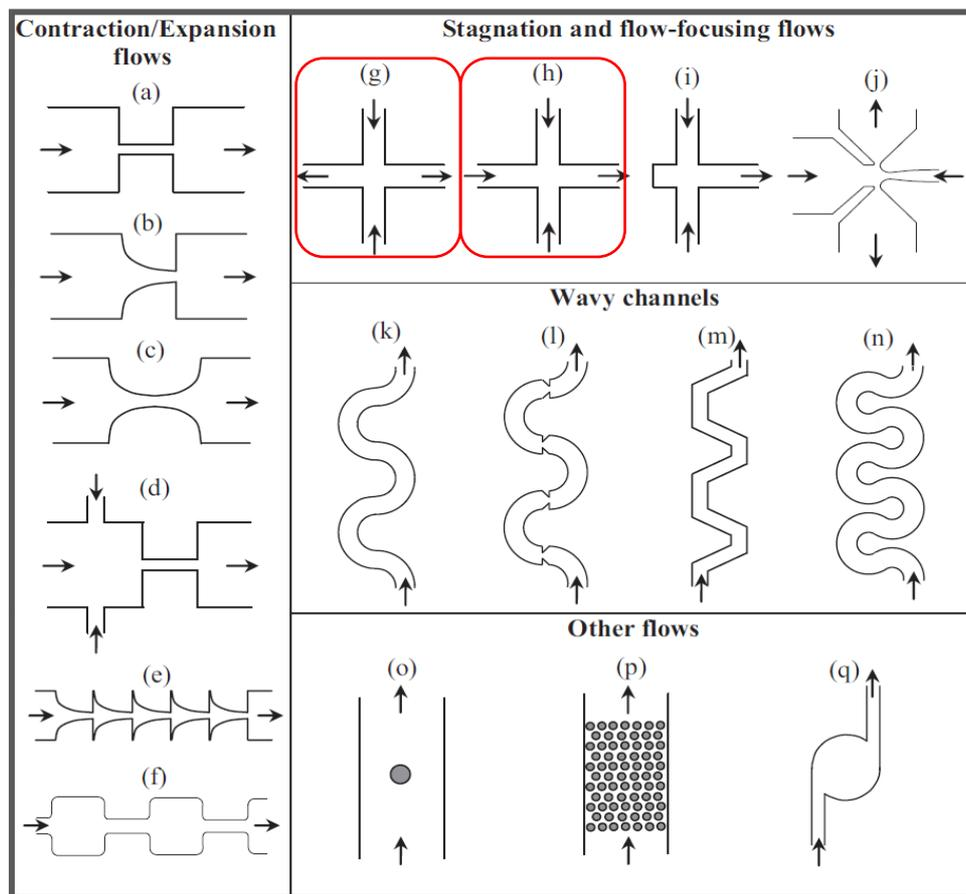 Contraction/Expansion
flows
(a)
(b)
(c)
(d)
(e)
(f)
Stagnation and flow-focusing flows
(g)
(h)
(i)
(j)
Wavy channels
(k)
(l)
(m)
(n)
Other flows
(o)
(p)
(q)